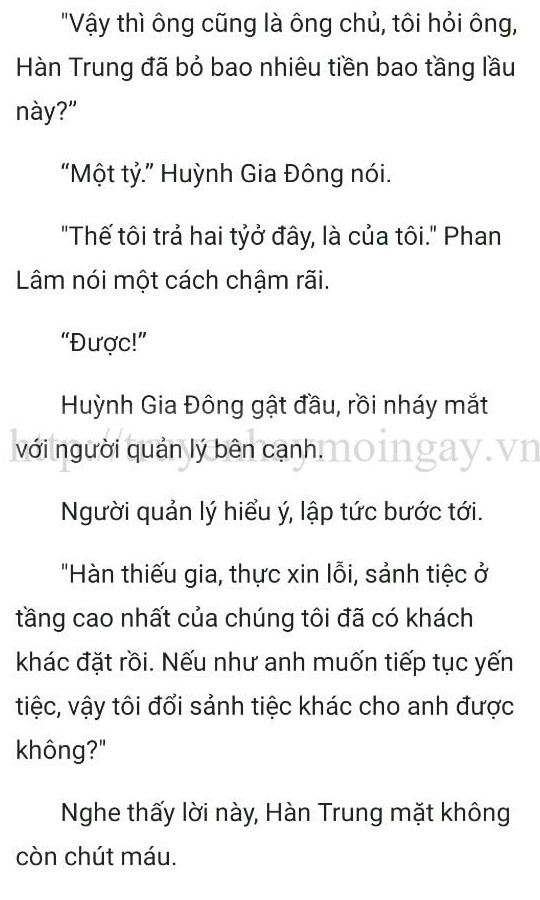 "Vậy thì ông cũng là ông chủ, tôi hỏi ông,
Hàn Trung đã bỏ bao nhiêu tiền bao tầng lầu
này?"
“Một tỷ.” Huỳnh Gia Đông nói.
"Thế tôi trả hai tỷở đây, là của tôi." Phan
Lâm nói một cách chậm rãi.
“Được!”
Huỳnh Gia Đông gật đầu, rồi nháy mắt
với người quản lý bên cạnh.
http://truyenhaymoingay.vn
Người quản lý hiểu ý, lập tức bước tới.
"Hàn thiếu gia, thực xin lỗi, sảnh tiệc ở
tầng cao nhất của chúng tôi đã có khách
khác đặt rồi. Nếu như anh muốn tiếp tục yến
tiệc, vậy tôi đổi sảnh tiệc khác cho anh được
không?"
Nghe thấy lời này, Hàn Trung mặt không
còn chút máu.